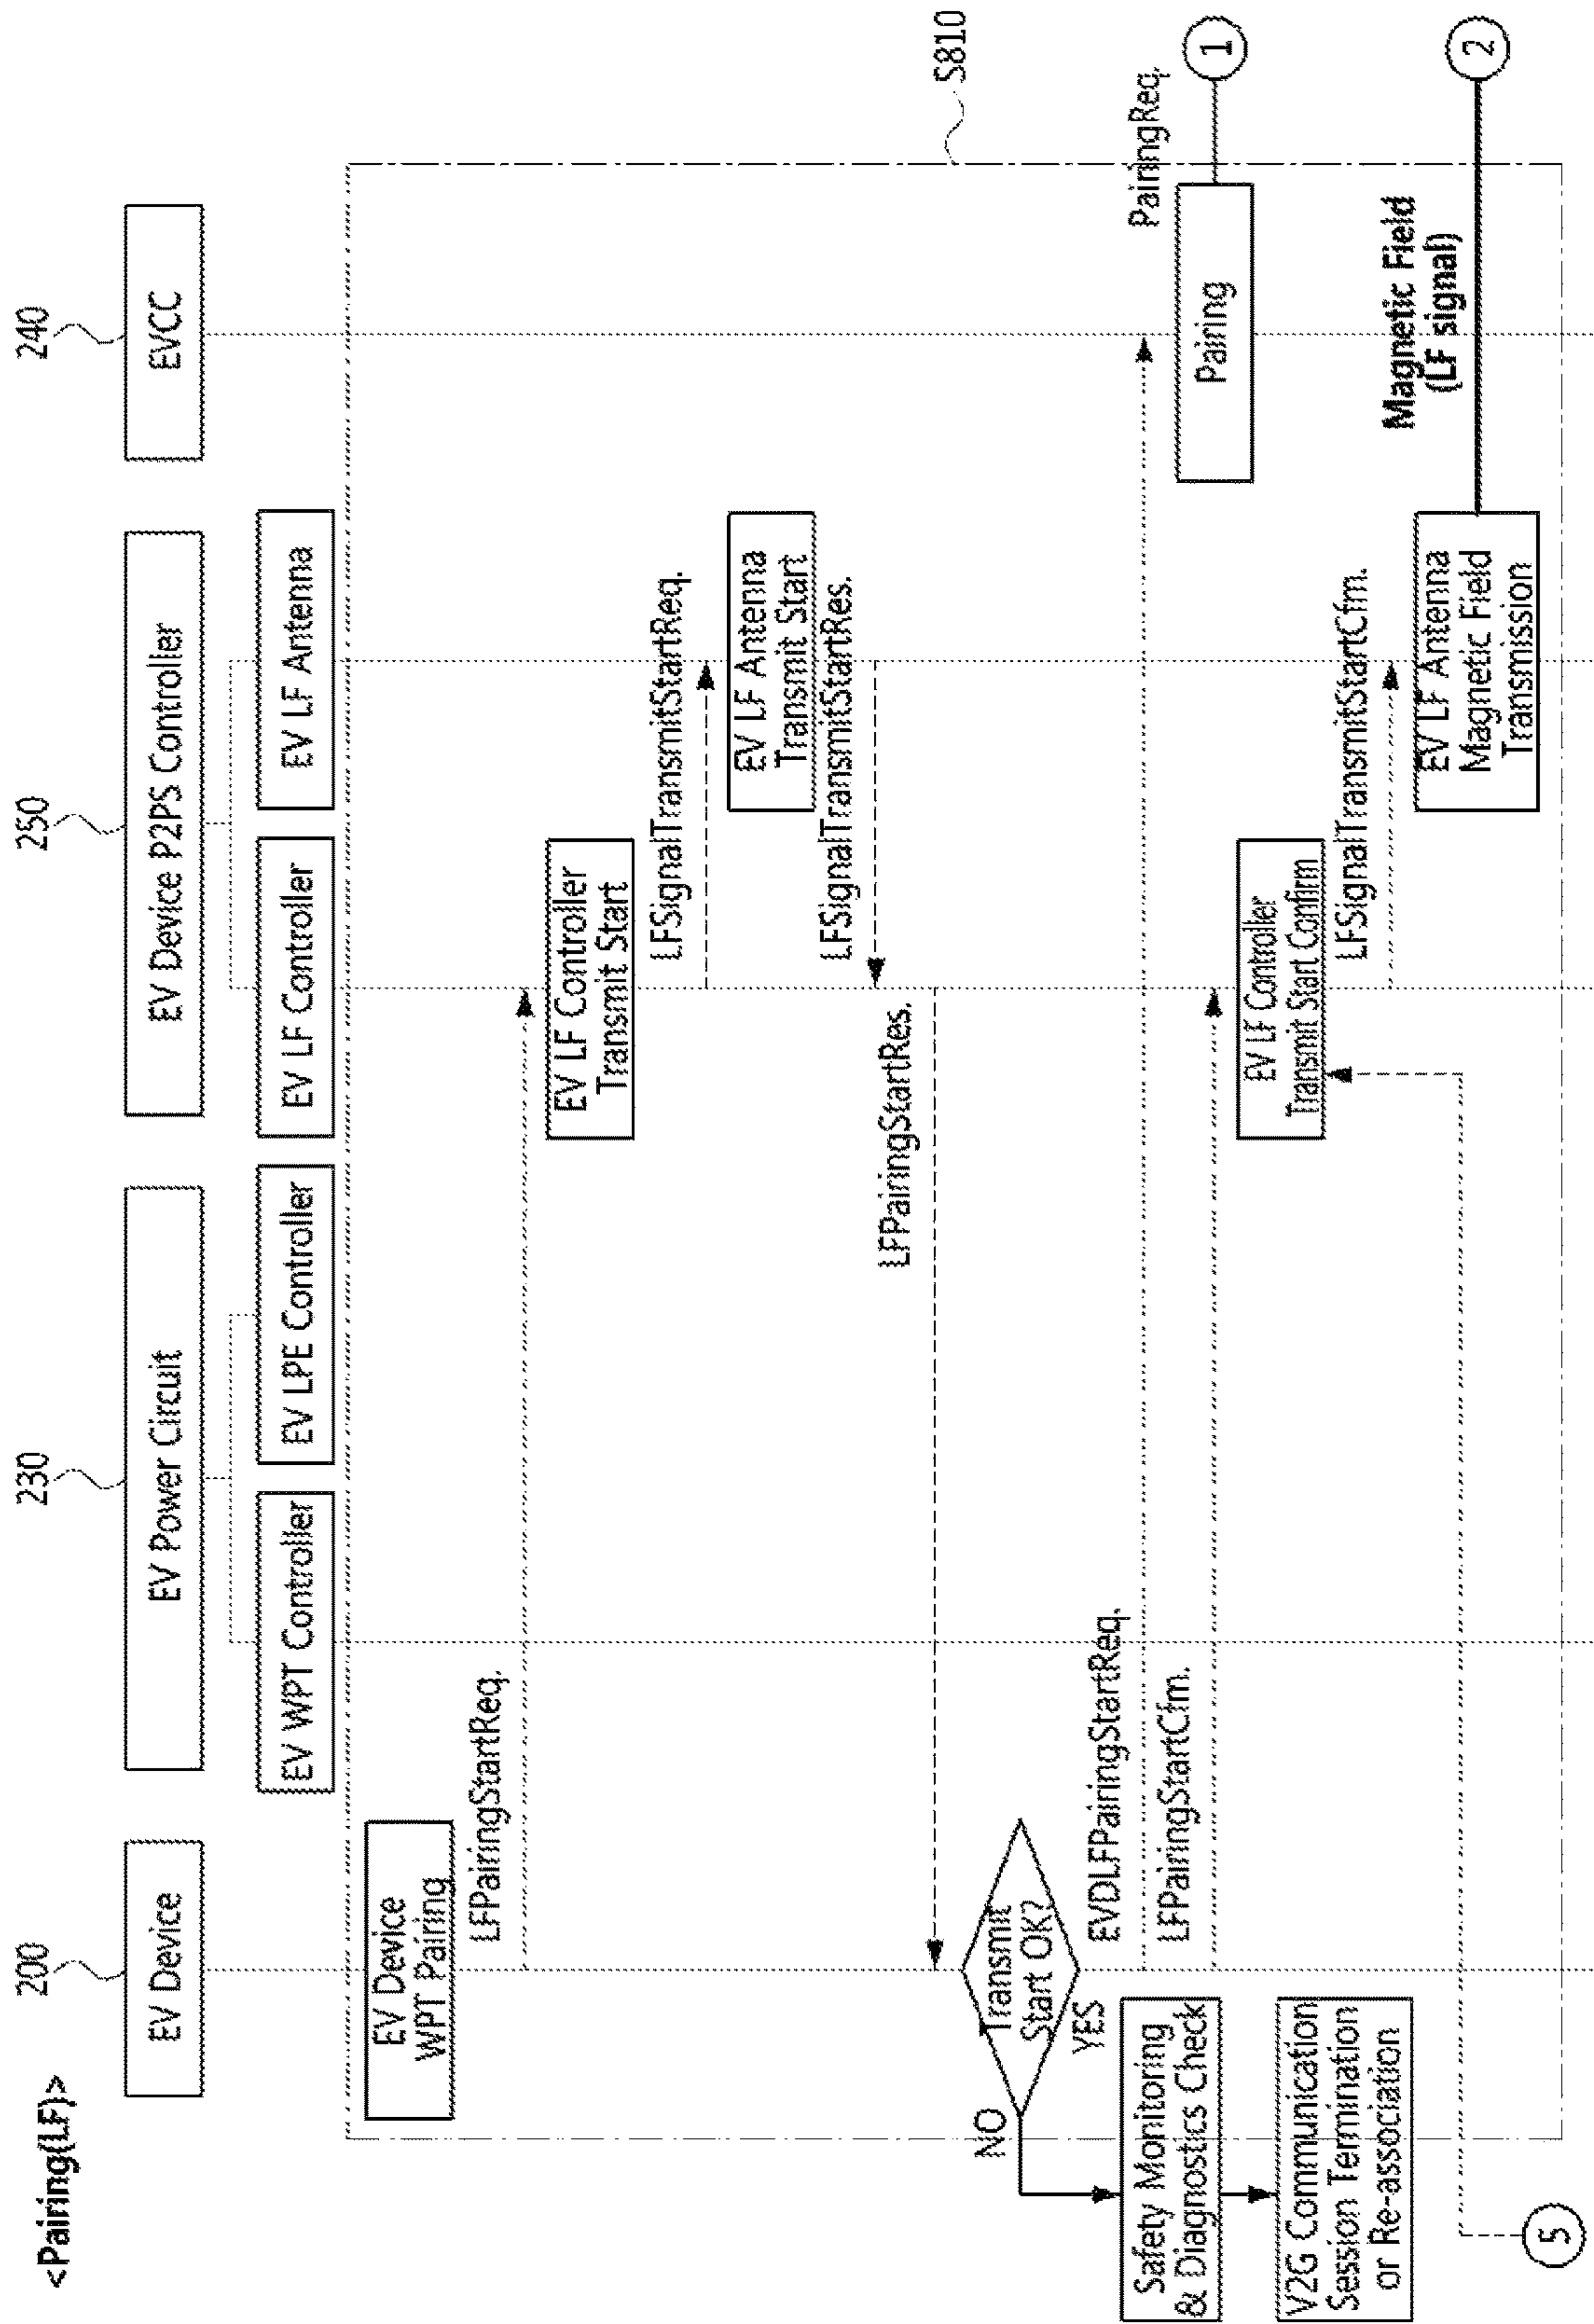 <Pairing(LF)>
200
230
250
240
EV Device
EV Power Circuit
EV Device P2PS Controller
EVCC
EV WPT Controller
EV LPE Controller
EV LF Controller
EV LF Antenna
S810
EV Device
WPT Pairing
LFPairingStartReq.
EV LF Controller
Transmit Start
LFSignalTransmitStartReq.
EV LF Antenna
Transmit Start
LFSignalTransmitStartRes.
LFPairingStartRes.
Transmit
Start OK?
NO
YES
Safety Monitoring
& Diagnostics Check
V2G Communication
Session Termination
or Re-association
EVDLFPairingStartReq.
PairingReq.
Pairing
1
LFPairingStartCfm.
EV LF Controller
Transmit Start Confirm
LFSignalTransmitStartCfm.
Magnetic Field
(LF signal)
EV LF Antenna
Magnetic Field
Transmission
2
5